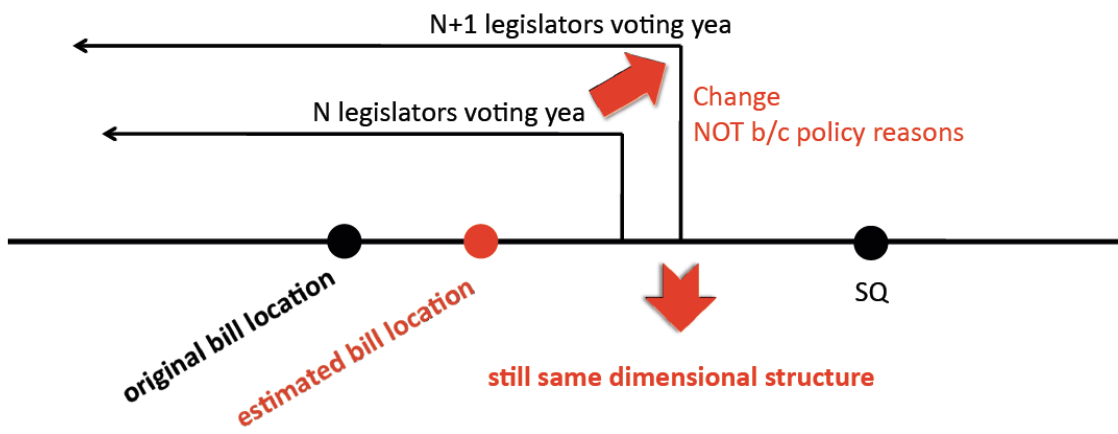 N+1 legislators voting yea
N legislators voting yea
Change
NOT b/c policy reasons
original bill location
estimated bill location
SQ
still same dimensional structure